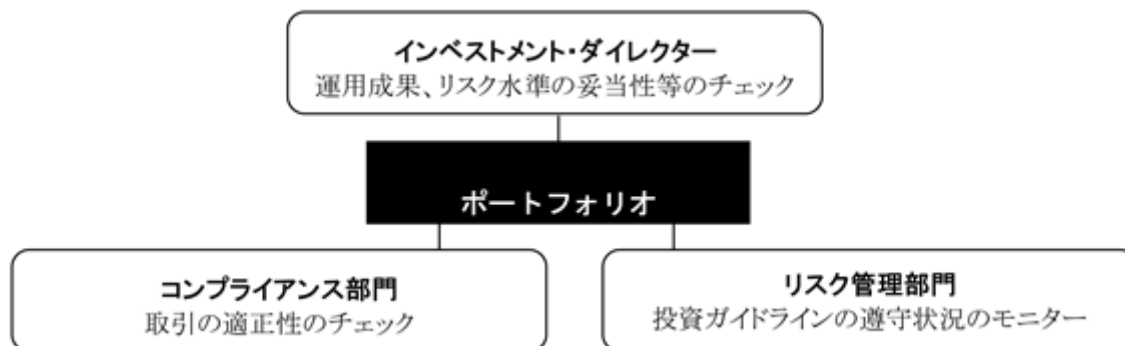 インベストメント・ダイレクター
運用成果、リスク水準の妥当性等のチェック
ポートフォリオ
コンプライアンス部門
取引の適正性のチェック
リスク管理部門
投資ガイドラインの遵守状況のモニター